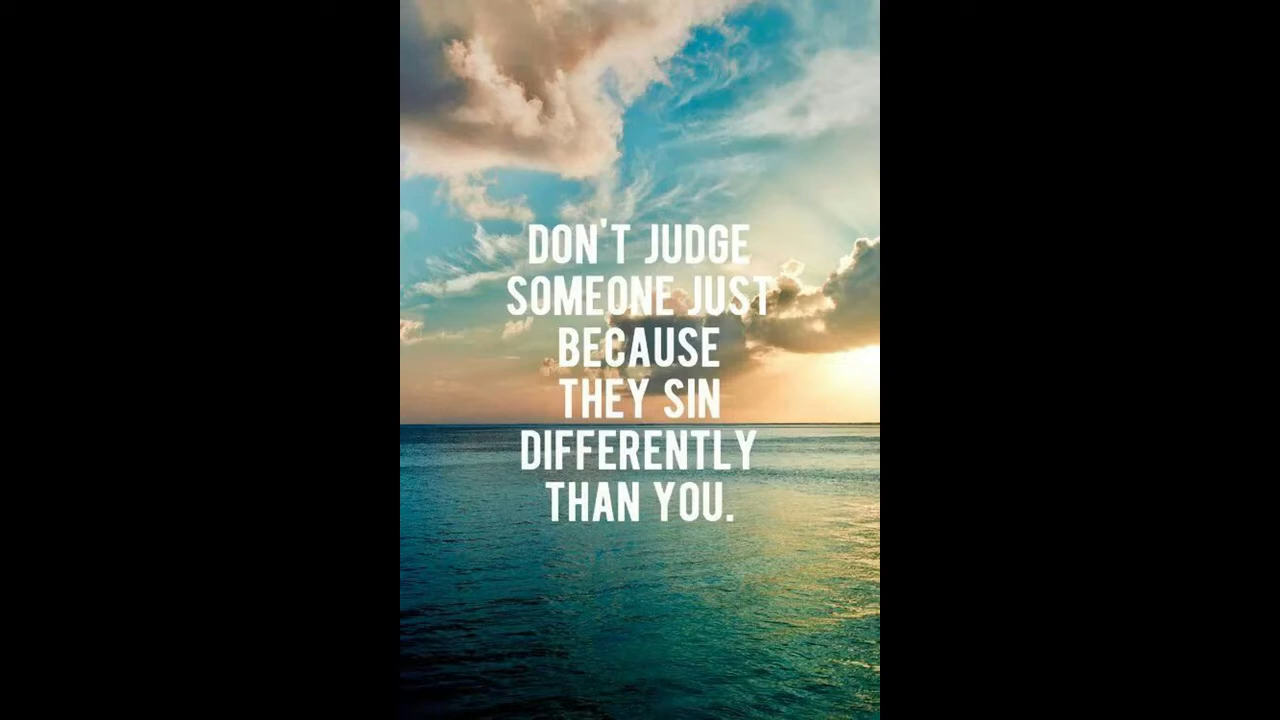 DON'T JUDGE
SOMEONE JUST
BECAUSE
THEY SIN
DIFFERENTLY
THAN YOU.